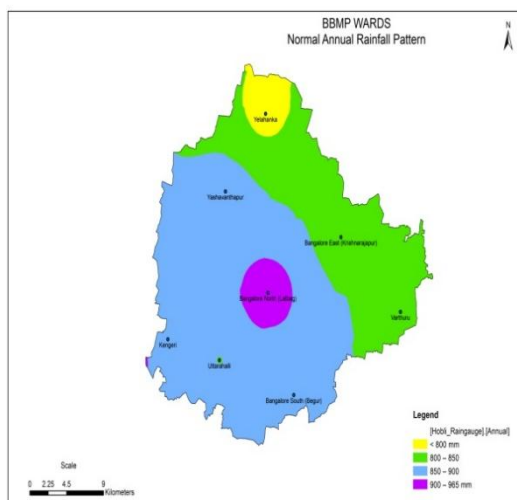 BBMP WARDS
Normal Annual Rainfall Pattern
N
Yelahanka
Yashavanthapur
Bangalore East (Krishnarajapur)
Bangalore North (Lalbag)
Varthuru
Kengeri
Uttarahalli
Bangalore South (Begur)
Legend
[Hobli_Raingauge].[Annual]
< 800 mm
800 – 850
850 – 900
900 – 965 mm
Scale
0 2.25 4.5 9
Kilometers